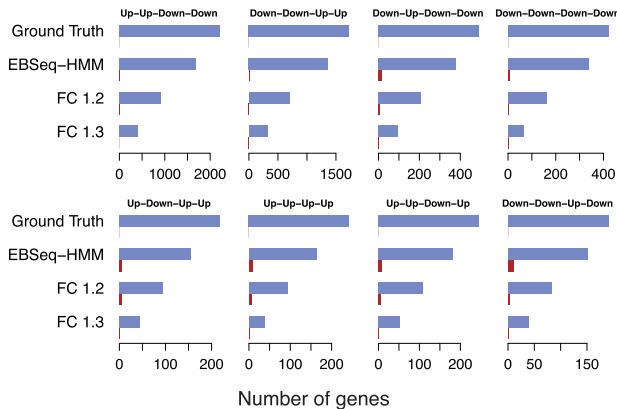 Up−Up−Down−Down Down−Down−Up−Up Down−Up−Down−Down Down−Down−Down−Down
Ground Truth
EBSeq−HMM
FC 1.2
FC 1.3
0 1000 2000 0 500 1500 0 200 400 0 200 400
Up−Down−Up−Up Up−Up−Up−Up Up−Up−Down−Up Down−Down−Up−Down
Ground Truth
EBSeq−HMM
FC 1.2
FC 1.3
0 100 200 0 100 200 0 100 200 0 50 150
Number of genes